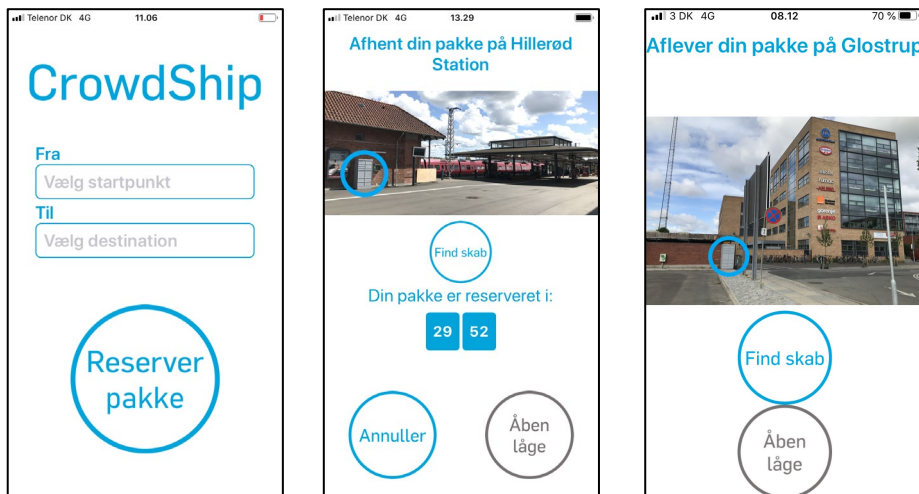 Telenor DK 4G 11.06
CrowdShip
Fra
Vælg startpunkt
Til
Vælg destination
Reserver
pakke
Telenor DK 4G 13.29
Afhent din pakke på Hillerød
Station
Find skab
Din pakke er reserveret i:
29 52
Annuller
Åben
låge
3 DK 4G 08.12 70 %
Aflever din pakke på Glostrup
Find skab
Åben
låge